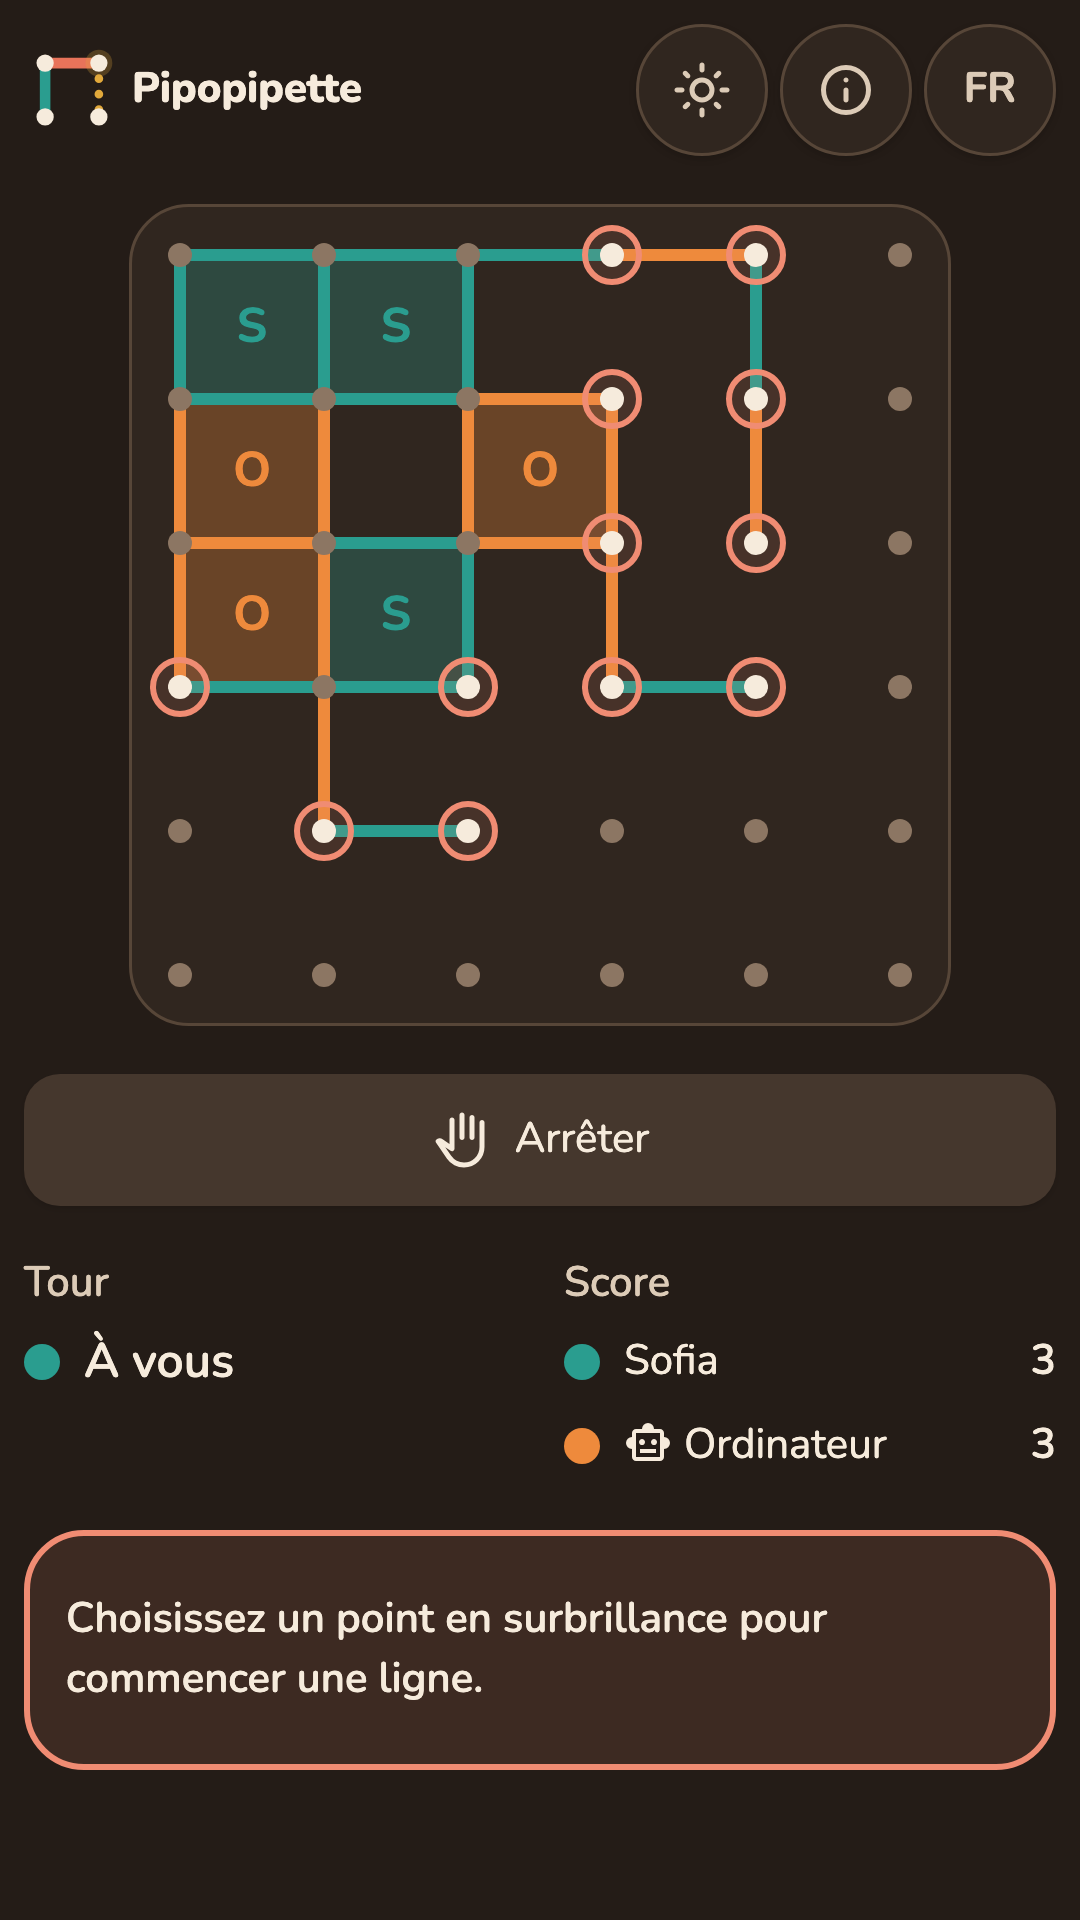 Pipopipette
FR
S S
O O
O S
Arrêter
Tour
À vous
Score
Sofia 3
Ordinateur 3
Choisissez un point en surbrillance pour
commencer une ligne.